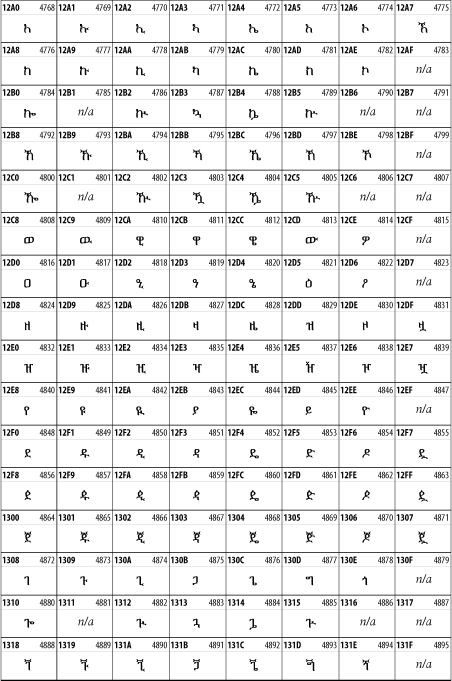 12A0 4768 12A1 4769 12A2 4770 12A3 4771 12A4 4772 12A5 4773 12A6 4774 12A7 4775
አ ኡ ኢ ኣ ኤ እ ኦ ኧ
12A8 4776 12A9 4777 12AA 4778 12AB 4779 12AC 4780 12AD 4781 12AE 4782 12AF 4783
ከ ኩ ኪ ካ ኬ ክ ኮ n/a
12B0 4784 12B1 4785 12B2 4786 12B3 4787 12B4 4788 12B5 4789 12B6 4790 12B7 4791
ኰ n/a ኲ ኳ ኴ ኵ n/a n/a
12B8 4792 12B9 4793 12BA 4794 12BB 4795 12BC 4796 12BD 4797 12BE 4798 12BF 4799
ኸ ኹ ኺ ኻ ኼ ኽ ኾ n/a
12C0 4800 12C1 4801 12C2 4802 12C3 4803 12C4 4804 12C5 4805 12C6 4806 12C7 4807
ዀ n/a ዂ ዃ ዄ ዅ n/a n/a
12C8 4808 12C9 4809 12CA 4810 12CB 4811 12CC 4812 12CD 4813 12CE 4814 12CF 4815
ወ ዉ ዊ ዋ ዌ ው ዎ n/a
12D0 4816 12D1 4817 12D2 4818 12D3 4819 12D4 4820 12D5 4821 12D6 4822 12D7 4823
ዐ ዑ ዒ ዓ ዔ ዕ ዖ n/a
12D8 4824 12D9 4825 12DA 4826 12DB 4827 12DC 4828 12DD 4829 12DE 4830 12DF 4831
ዘ ዙ ዚ ዛ ዜ ዝ ዞ ዟ
12E0 4832 12E1 4833 12E2 4834 12E3 4835 12E4 4836 12E5 4837 12E6 4838 12E7 4839
ዠ ዡ ዢ ዣ ዤ ዥ ዦ ዧ
12E8 4840 12E9 4841 12EA 4842 12EB 4843 12EC 4844 12ED 4845 12EE 4846 12EF 4847
የ ዩ ዪ ያ ዬ ይ ዮ n/a
12F0 4848 12F1 4849 12F2 4850 12F3 4851 12F4 4852 12F5 4853 12F6 4854 12F7 4855
ደ ዱ ዲ ዳ ዴ ድ ዶ ዷ
12F8 4856 12F9 4857 12FA 4858 12FB 4859 12FC 4860 12FD 4861 12FE 4862 12FF 4863
ዸ ዹ ዺ ዻ ዼ ዽ ዾ ዿ
1300 4864 1301 4865 1302 4866 1303 4867 1304 4868 1305 4869 1306 4870 1307 4871
ጀ ጁ ጂ ጃ ጄ ጅ ጆ ጇ
1308 4872 1309 4873 130A 4874 130B 4875 130C 4876 130D 4877 130E 4878 130F 4879
ገ ጉ ጊ ጋ ጌ ግ ጎ n/a
1310 4880 1311 4881 1312 4882 1313 4883 1314 4884 1315 4885 1316 4886 1317 4887
ጐ n/a ጒ ጓ ጔ ጕ n/a n/a
1318 4888 1319 4889 131A 4890 131B 4891 131C 4892 131D 4893 131E 4894 131F 4895
ጘ ጙ ጚ ጛ ጜ ጝ ጞ n/a